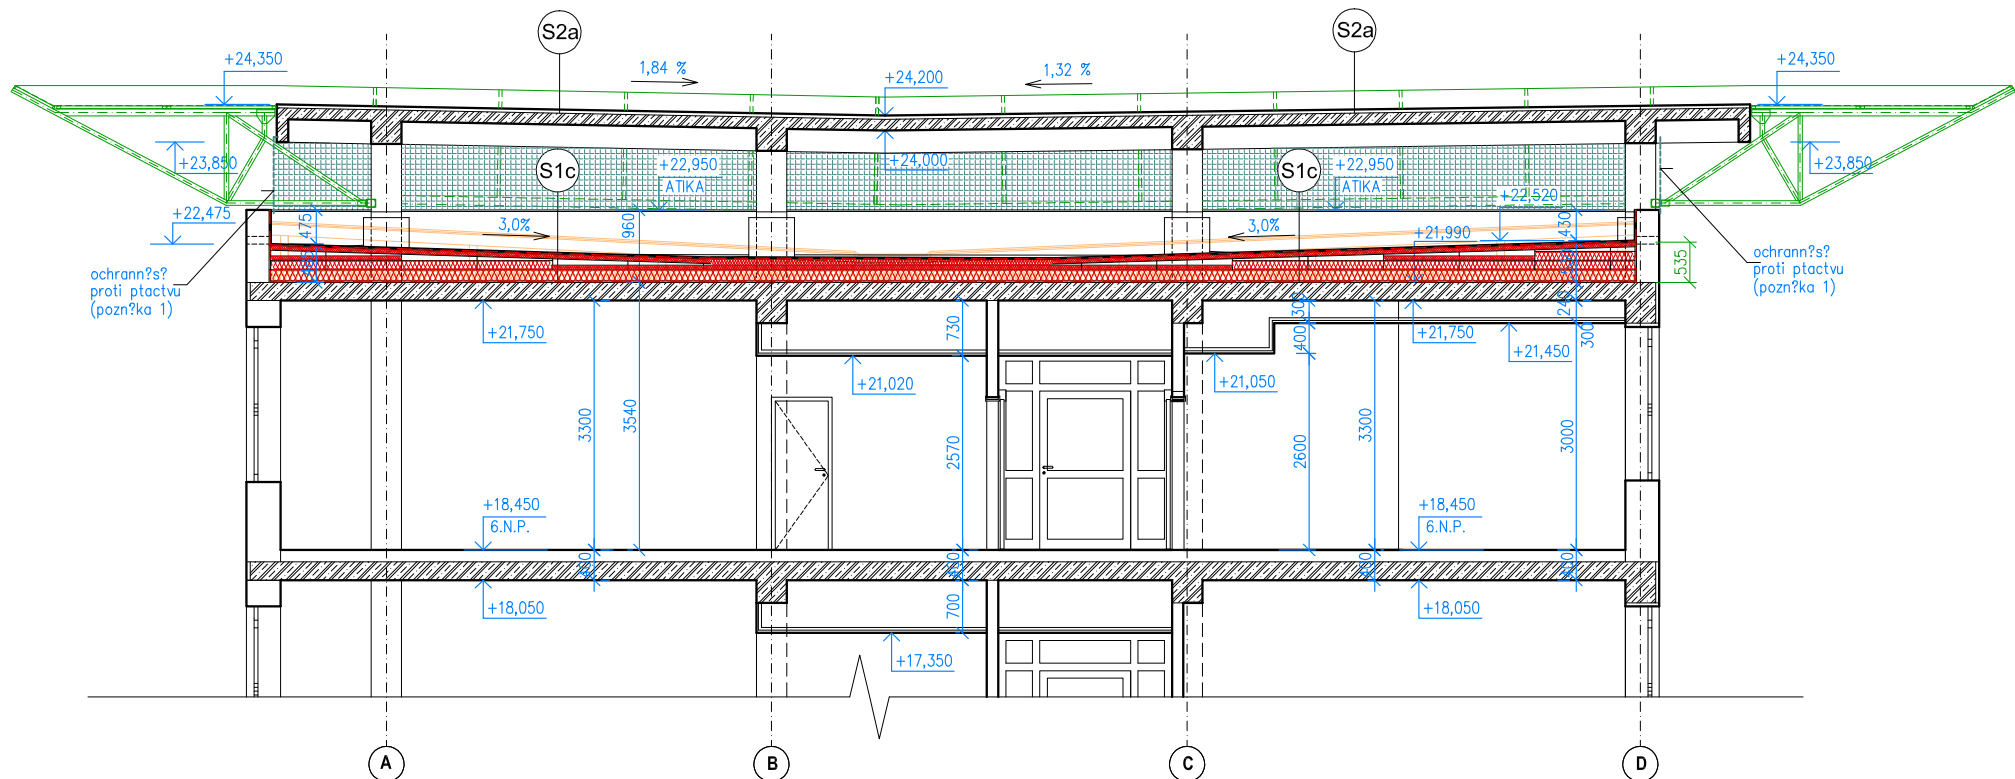 S2a
S2a
+24,350
1,84 %
+24,200
1,32 %
+24,350
+23,850
S1c
+22,950
ATIKA
+24,000
S1c
+22,950
ATIKA
+23,850
+22,475
475
3,0%
960
3,0%
+22,520
430
+21,990
535
ochrann?s?
proti ptactvu
(pozn?ka 1)
ochrann?s?
proti ptactvu
(pozn?ka 1)
240
+21,750
730
300
400
+21,750
300
+21,450
+21,020
+21,050
3300
3540
2570
2600
3300
3000
+18,450
6.N.P.
+18,450
6.N.P.
400
400
400
400
+18,050
700
+18,050
+17,350
A
B
C
D